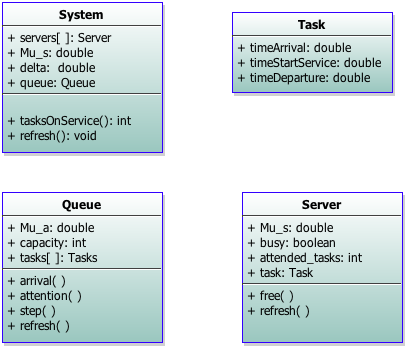 System
+ servers[ ]: Server
+ Mu_s: double
+ delta:  double
+ queue: Queue
+ tasksOnService(): int
+ refresh(): void
Task
+ timeArrival: double
+ timeStartService: double
+ timeDeparture: double
Queue
+ Mu_a: double
+ capacity: int
+ tasks[ ]: Tasks
+ arrival( )
+ attention( )
+ step( )
+ refresh( )
Server
+ Mu_s: double
+ busy: boolean
+ attended_tasks: int
+ task: Task
+ free( )
+ refresh( )